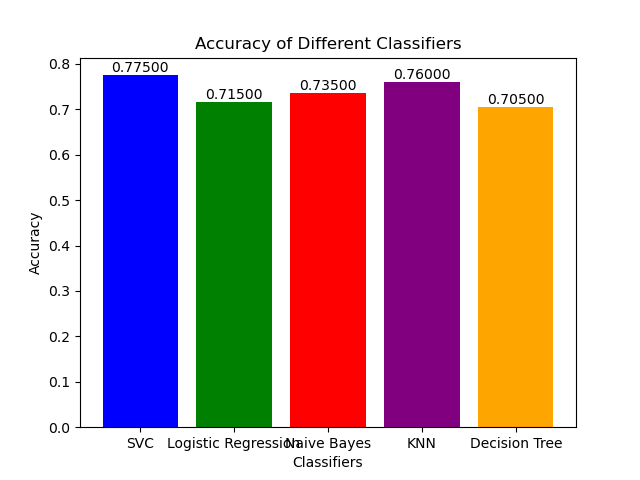 Accuracy of Different Classifiers
Accuracy
0.8
0.7
0.6
0.5
0.4
0.3
0.2
0.1
0.0
0.77500
0.71500
0.73500
0.76000
0.70500
SVC
Logistic Regression
Naive Bayes
KNN
Decision Tree
Classifiers